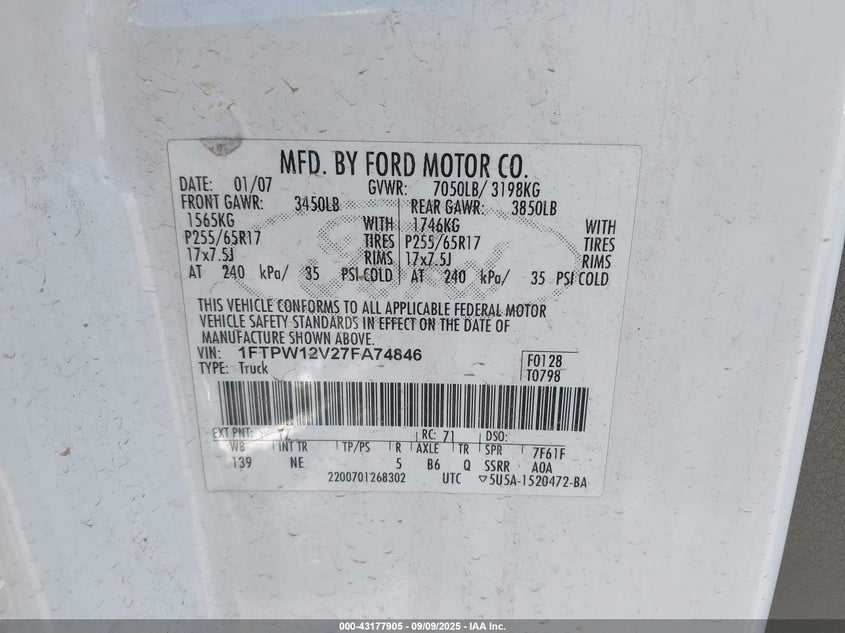 MFD. BY FORD MOTOR CO.
DATE: 01/07 GVWR: 7050LB/ 3198KG
FRONT GAWR: 3450LB REAR GAWR: 3850LB
1565KG WITH 1746KG WITH
P255/65R17 TIRES P255/65R17 TIRES
17x7.5J RIMS 17x7.5J RIMS
AT 240 kPa/ 35 PSI COLD AT 240 kPa/ 35 PSI COLD
THIS VEHICLE CONFORMS TO ALL APPLICABLE FEDERAL MOTOR
VEHICLE SAFETY STANDARDS IN EFFECT ON THE DATE OF
MANUFACTURE SHOWN ABOVE.
VIN: 1FTPW12V27FA74846 F0128
TYPE: Truck T0798
EXT PNT: YZ RC: 71 DSO:
WB INT TR TP/PS R AXLE TR SPR 7F61F
139 NE 5 B6 Q SSRR A0A
2200701268302 UTC ▽5U5A-1520472-BA
000-43177905 - 09/09/2025 - IAA Inc.